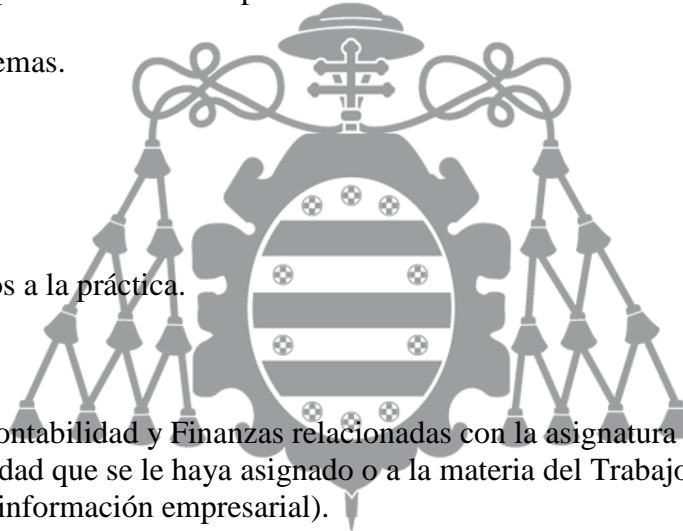 emas.
os a la práctica.
ontabilidad y Finanzas relacionadas con la asignatura
idad que se le haya asignado o a la materia del Trabajo
información empresarial).